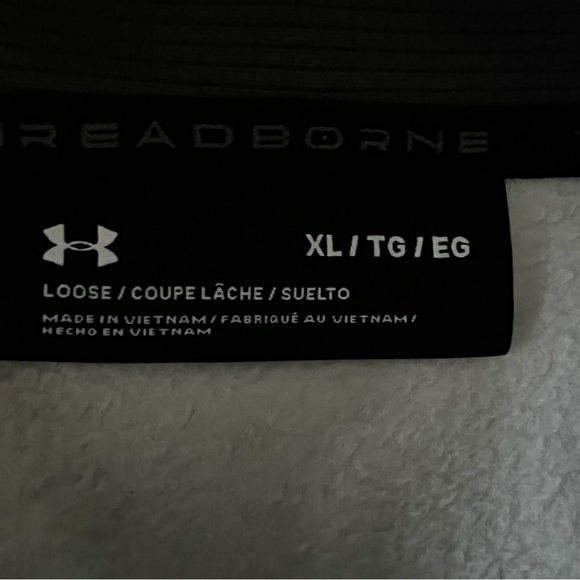 READBORNE
XL / TG / EG
LOOSE / COUPE LÂCHE / SUELTO
MADE IN VIETNAM / FABRIQUÉ AU VIETNAM /
HECHO EN VIETNAM